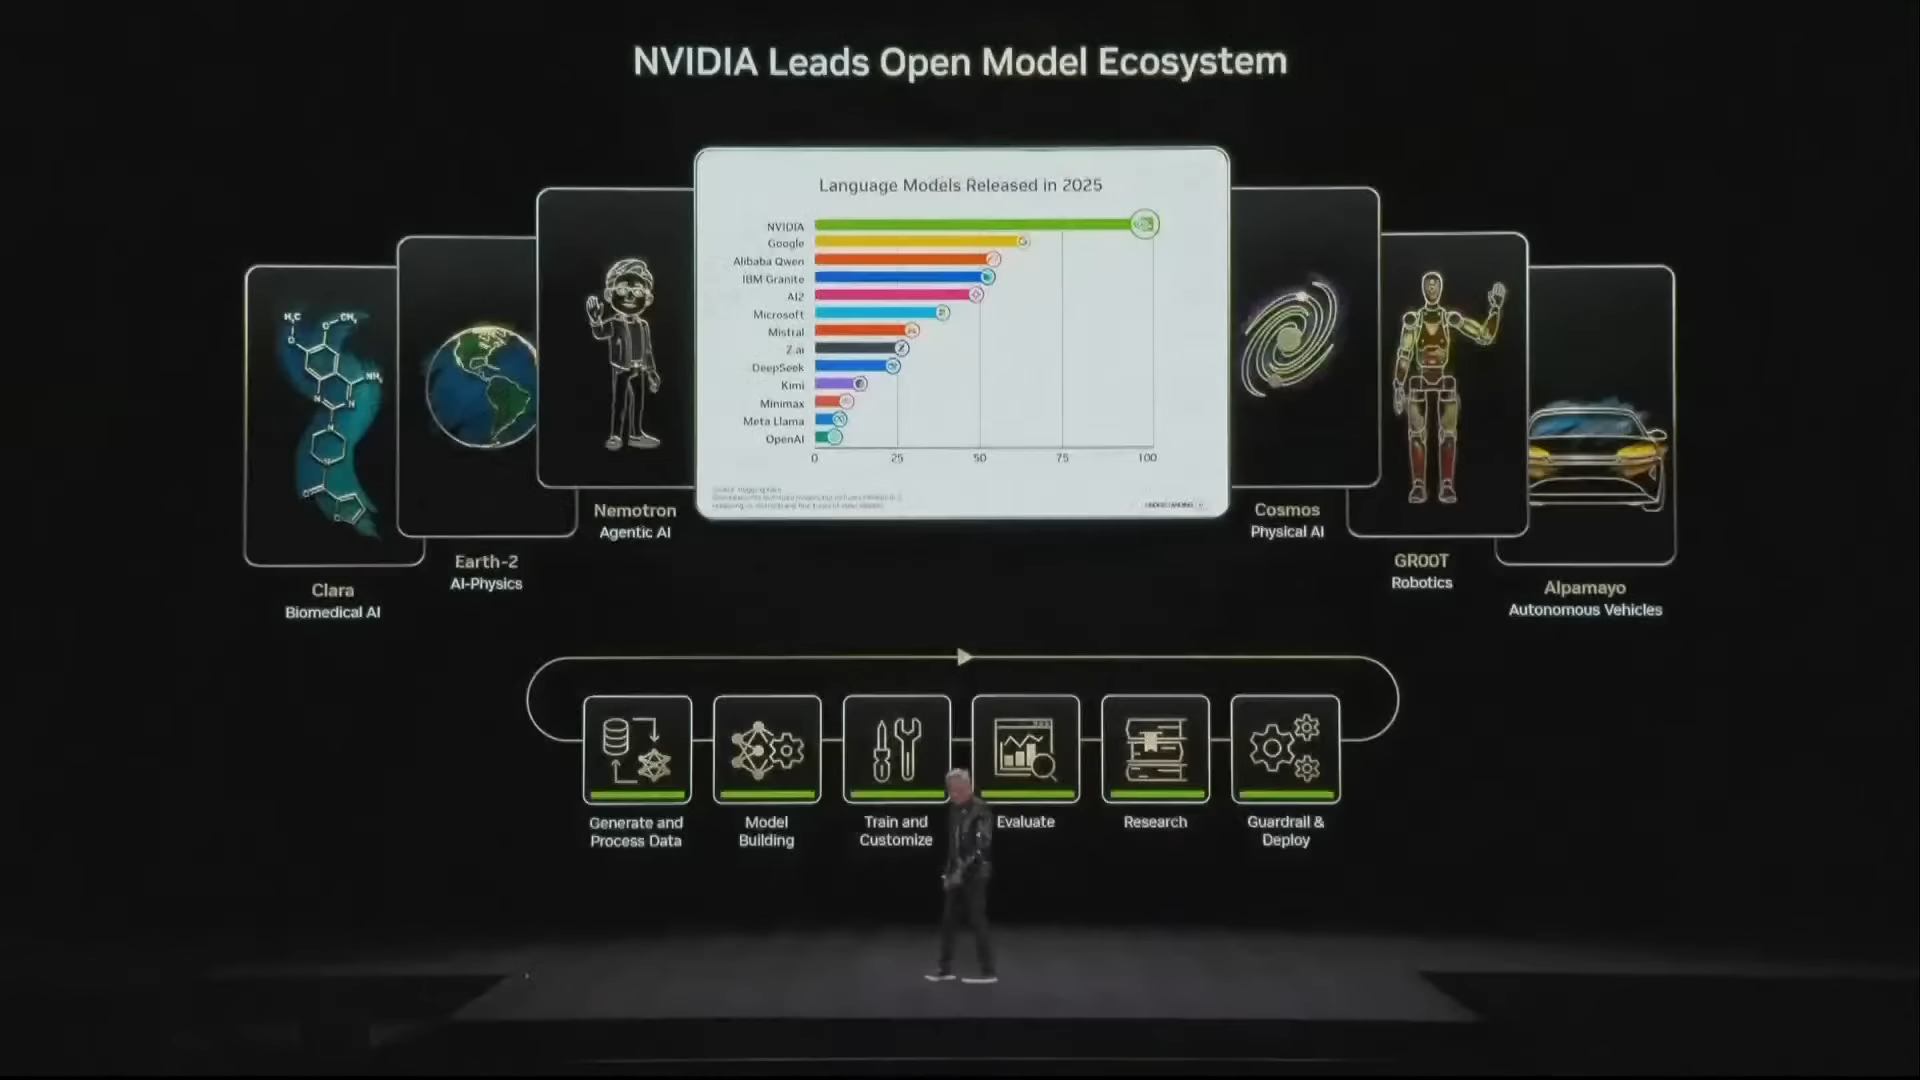 NVIDIA Leads Open Model Ecosystem
Language Models Released in 2025
NVIDIA
Google
Alibaba Qwen
IBM Granite
AI2
Microsoft
Mistral
Z.ai
DeepSeek
Kimi
Minimax
Meta Llama
OpenAI
0 25 50 75 100
H₃C
O
O
CH₃
NH₂
N
N
N
N
O
O
Clara
Biomedical AI
Earth-2
AI-Physics
Nemotron
Agentic AI
Cosmos
Physical AI
GR00T
Robotics
Alpamayo
Autonomous Vehicles
Generate and
Process Data
Model
Building
Train and
Customize
Evaluate
Research
Guardrail &
Deploy